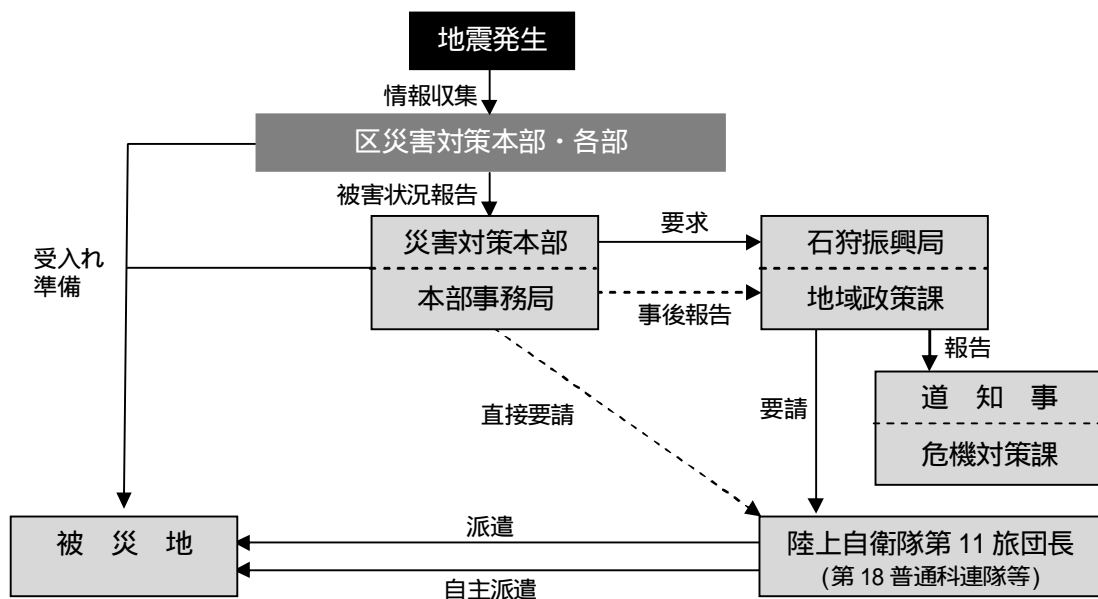 地震発生
情報収集
区災害対策本部・各部
被害状況報告
災害対策本部
本部事務局
要求
事後報告
石狩振興局
地域政策課
受入れ
準備
報告
道 知 事
危機対策課
直接要請
要請
被 災 地
派遣
自主派遣
陸上自衛隊第 11 旅団長
(第 18 普通科連隊等)